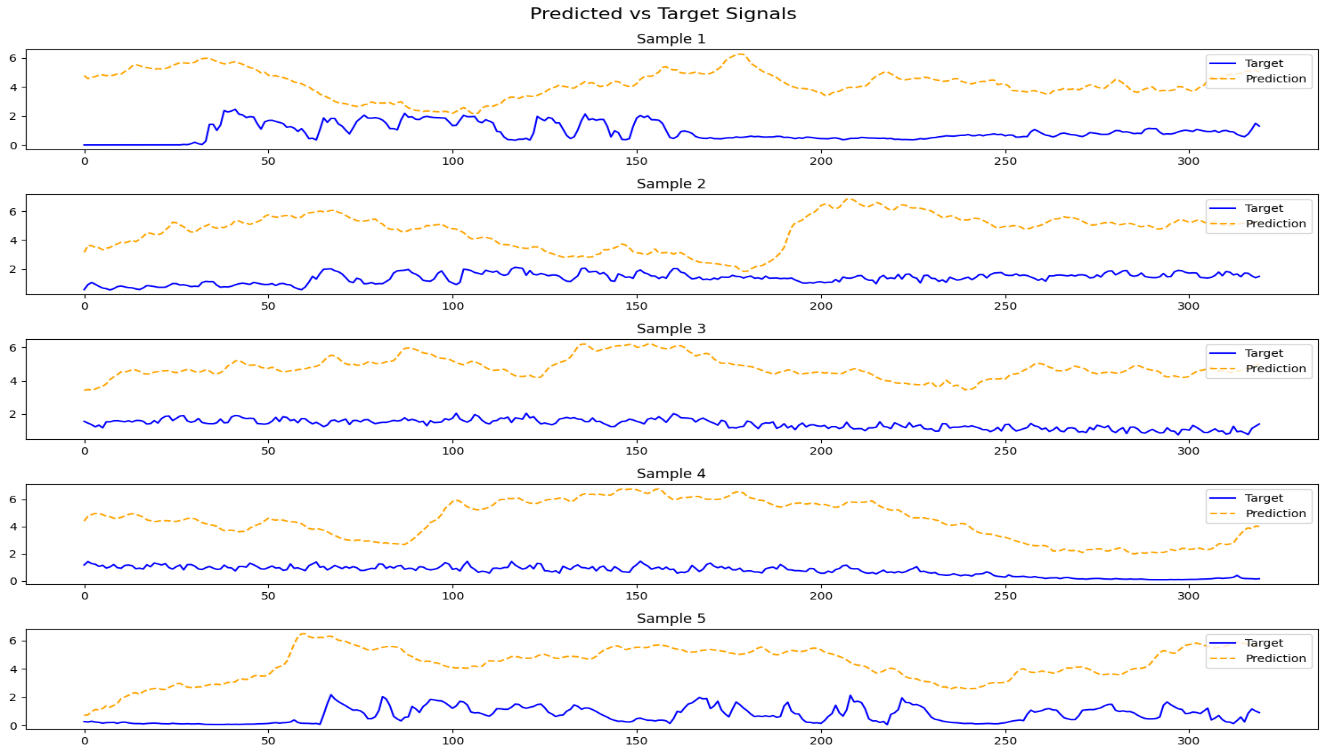 Predicted vs Target Signals
Sample 1
6
4
2
0
Target
Prediction
0 50 100 150 200 250 300
Sample 2
6
4
2
Target
Prediction
0 50 100 150 200 250 300
Sample 3
6
4
2
Target
Prediction
0 50 100 150 200 250 300
Sample 4
6
4
2
0
Target
Prediction
0 50 100 150 200 250 300
Sample 5
6
4
2
0
Target
Prediction
0 50 100 150 200 250 300